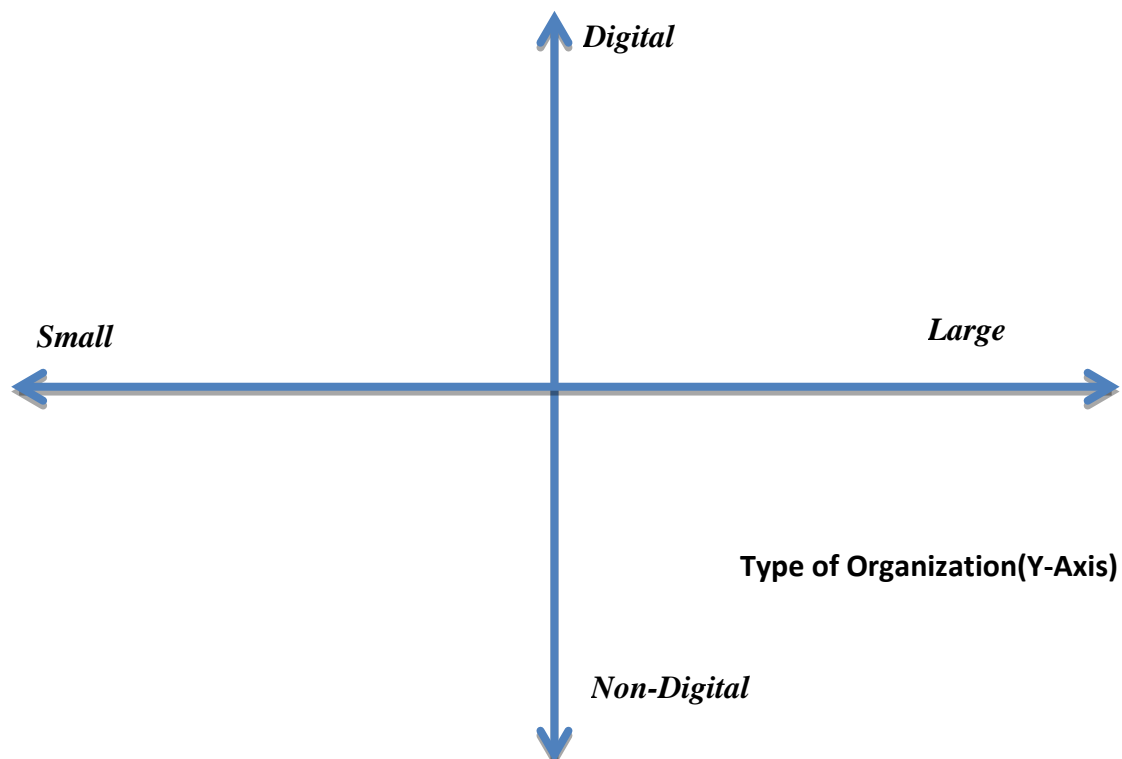 Digital
Small
Large
Type of Organization(Y-Axis)
Non-Digital